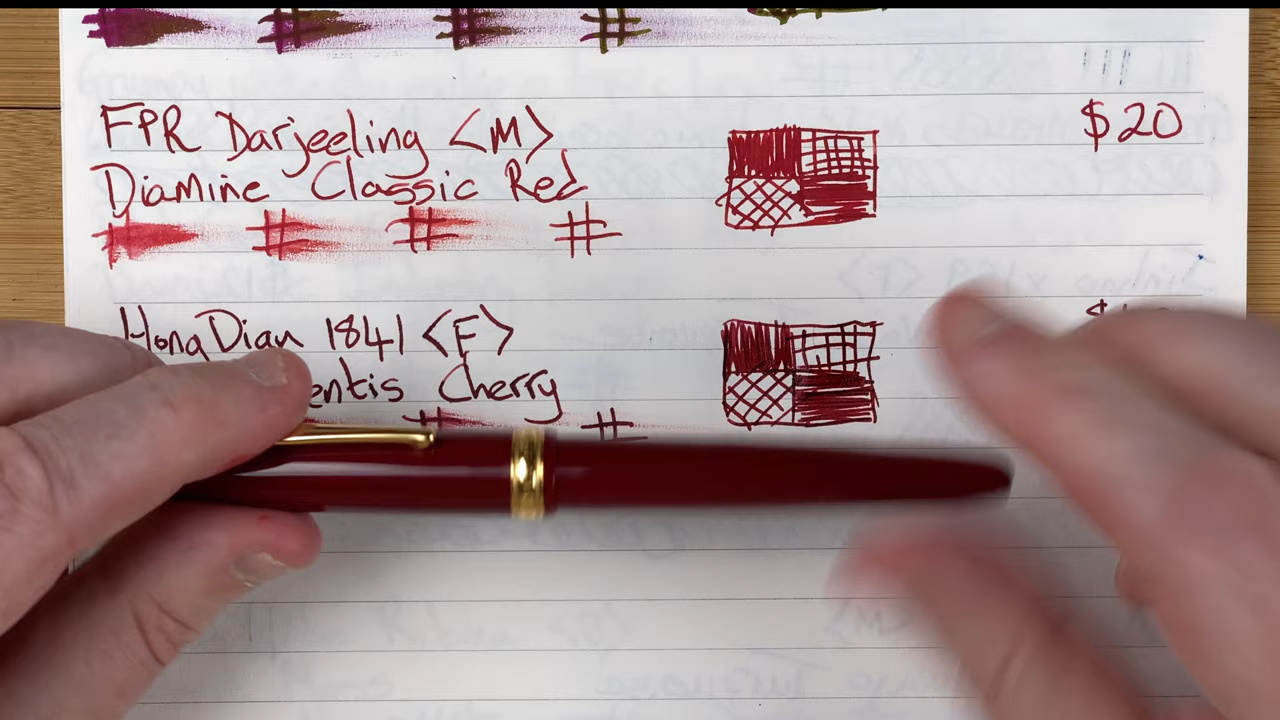 FPR Darjeeling <M>
$20
Diamine Classic Red
HongDian 1841 <F>
Cherry